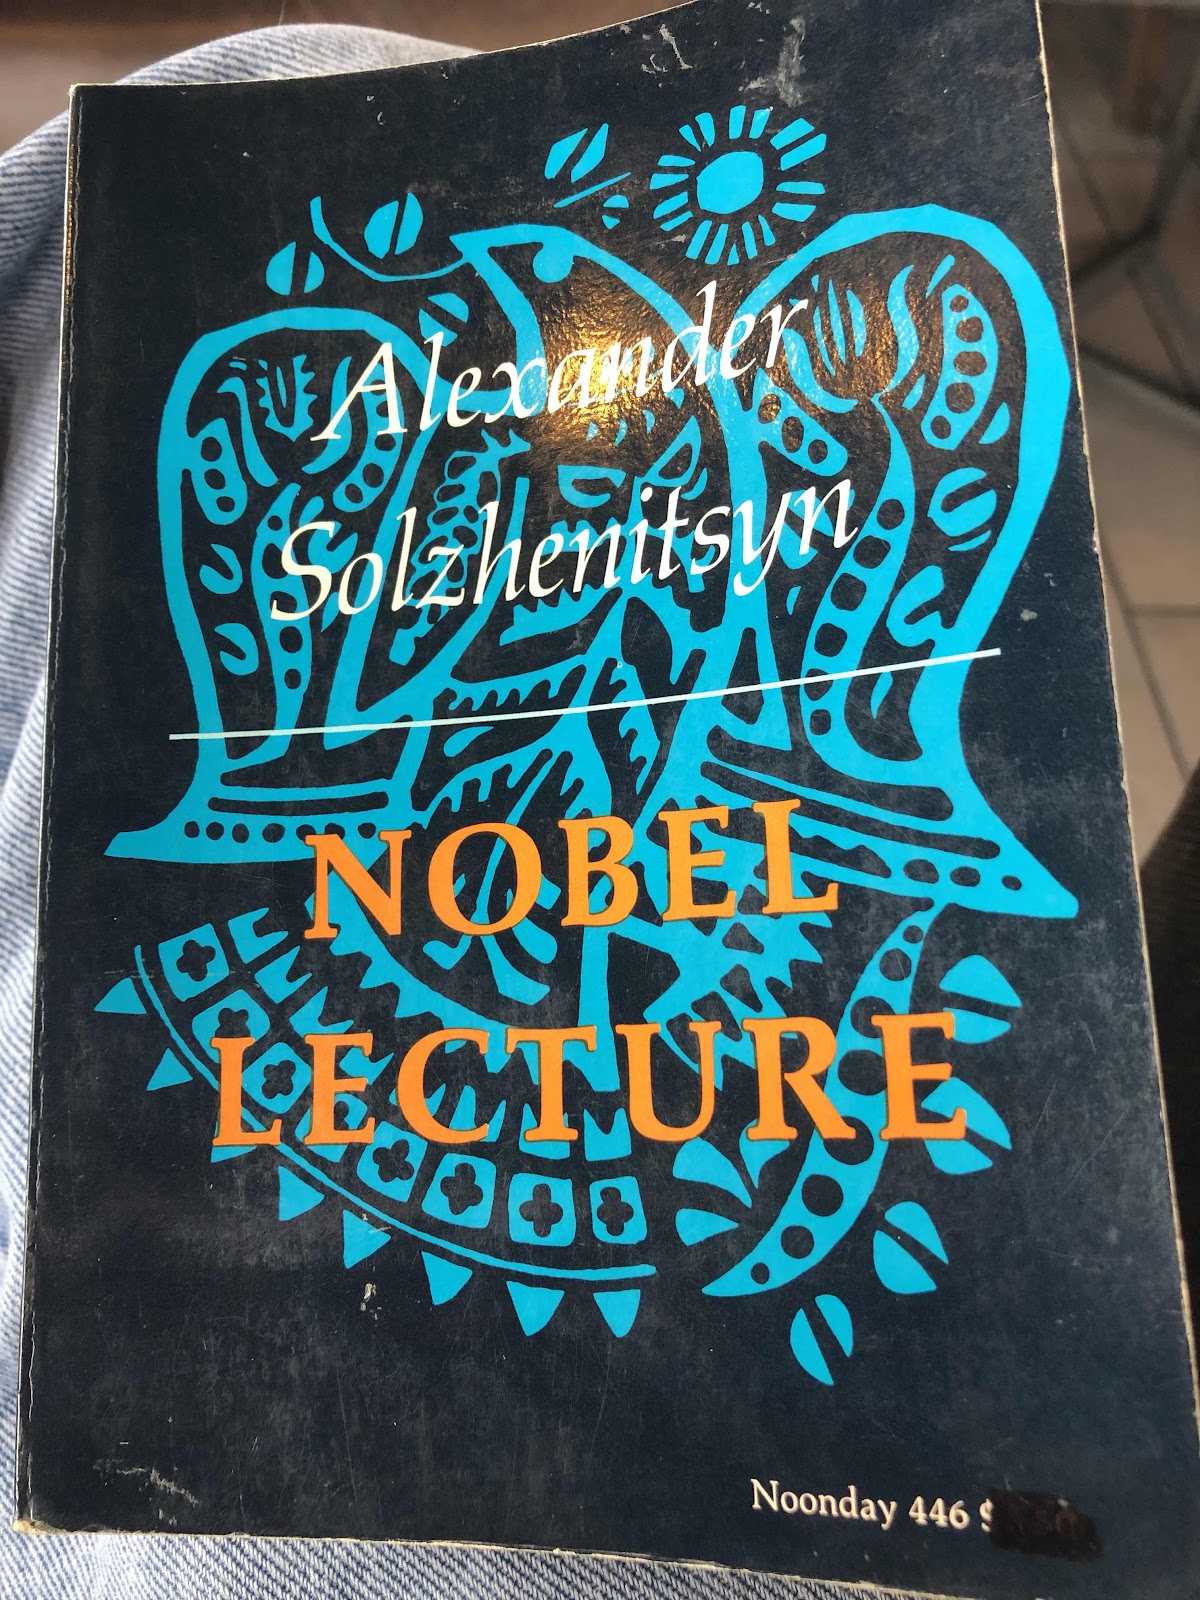 Alexander
Solzhenitsyn
NOBEL
LECTURE
Noonday 446